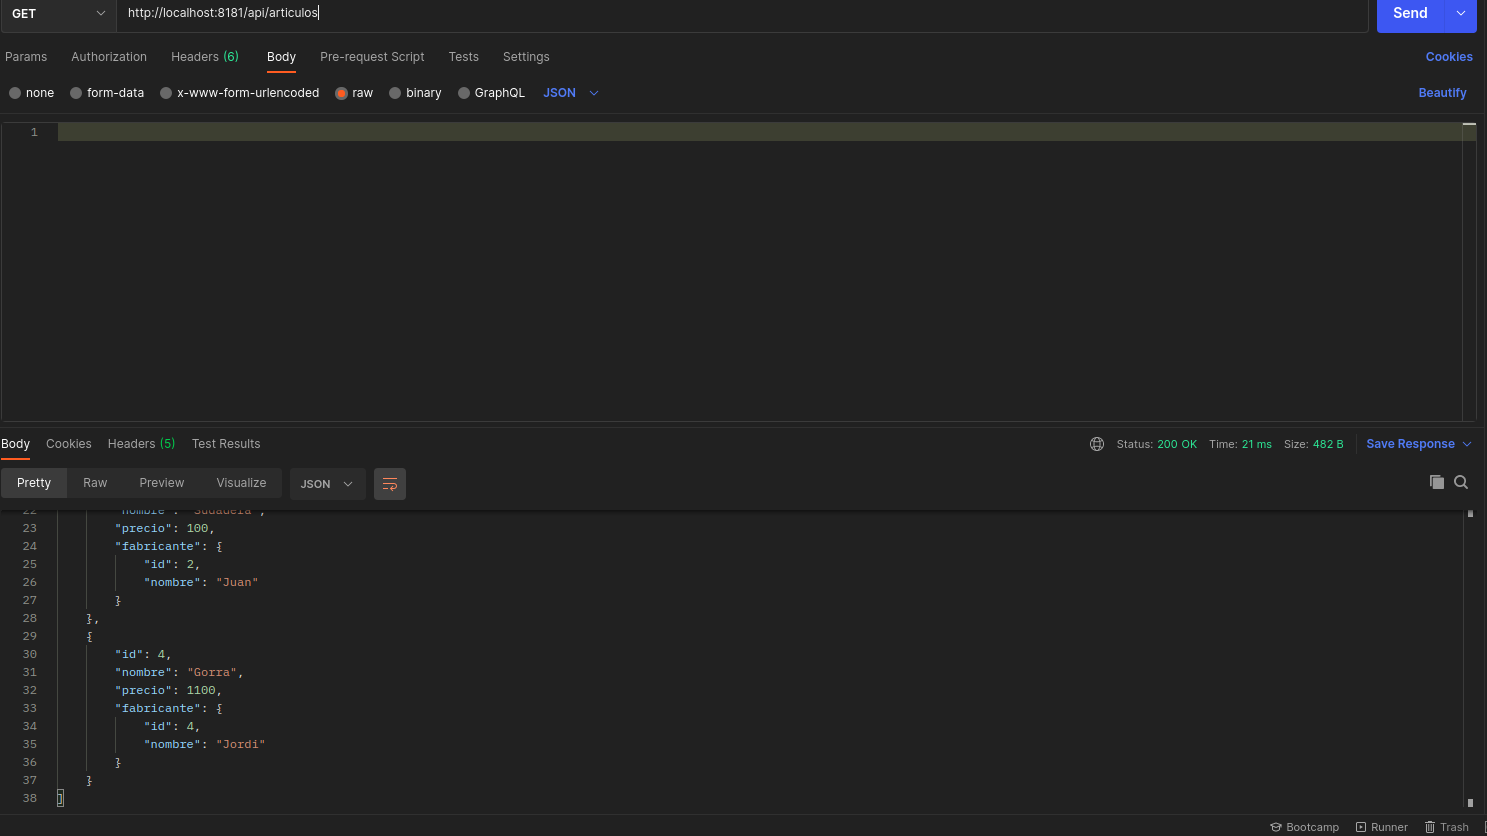 GET http://localhost:8181/api/articulos Send
Params Authorization Headers (6) Body Pre-request Script Tests Settings Cookies
none form-data x-www-form-urlencoded raw binary GraphQL JSON Beautify
1
Body Cookies Headers (5) Test Results Status: 200 OK Time: 21 ms Size: 482 B Save Response
Pretty Raw Preview Visualize JSON
22 "nombre": "Sudadera",
23 "precio": 100,
24 "fabricante": {
25 "id": 2,
26 "nombre": "Juan"
27 }
28 },
29 {
30 "id": 4,
31 "nombre": "Gorra",
32 "precio": 1100,
33 "fabricante": {
34 "id": 4,
35 "nombre": "Jordi"
36 }
37 }
38 ]
Bootcamp Runner Trash